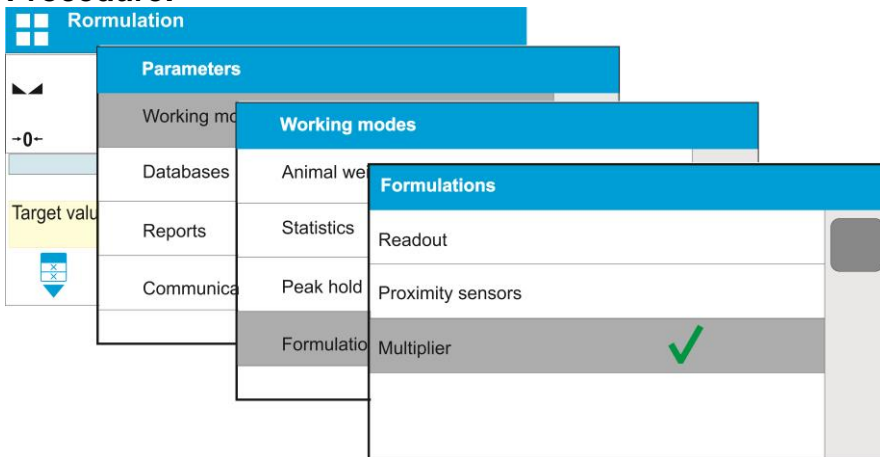 Procedure:
Rormulation
Parameters
Working mo
Working modes
→0←
Databases
Animal wei
Formulations
Target valu
Reports
Statistics
Readout
Communica
Peak hold
Proximity sensors
Formulatio
Multiplier